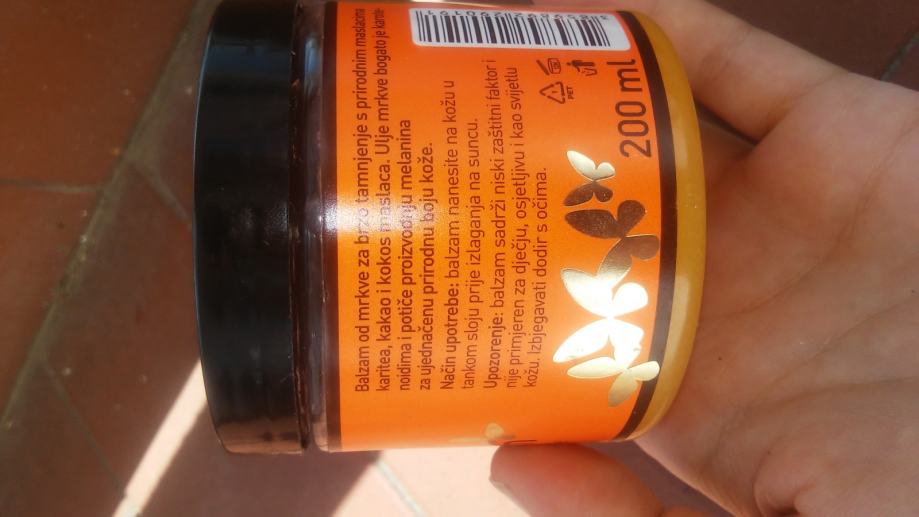 Balzam od mrkve za brzo tamnjenje s prirodnim maslacima
karitea, kakao i kokos maslaca. Ulje mrkve bogato je karote-
noidima i potiče proizvodnju melanina
za ujednačenu prirodnu boju kože.
Način upotrebe: balzam nanesite na kožu u
tankom sloju prije izlaganja na suncu.
Upozorenje: balzam sadrži niski zaštitni faktor i
nije primjeren za dječju, osjetljivu i kao svijetlu
kožu. Izbjegavati dodir s očima.
PET
200 ml